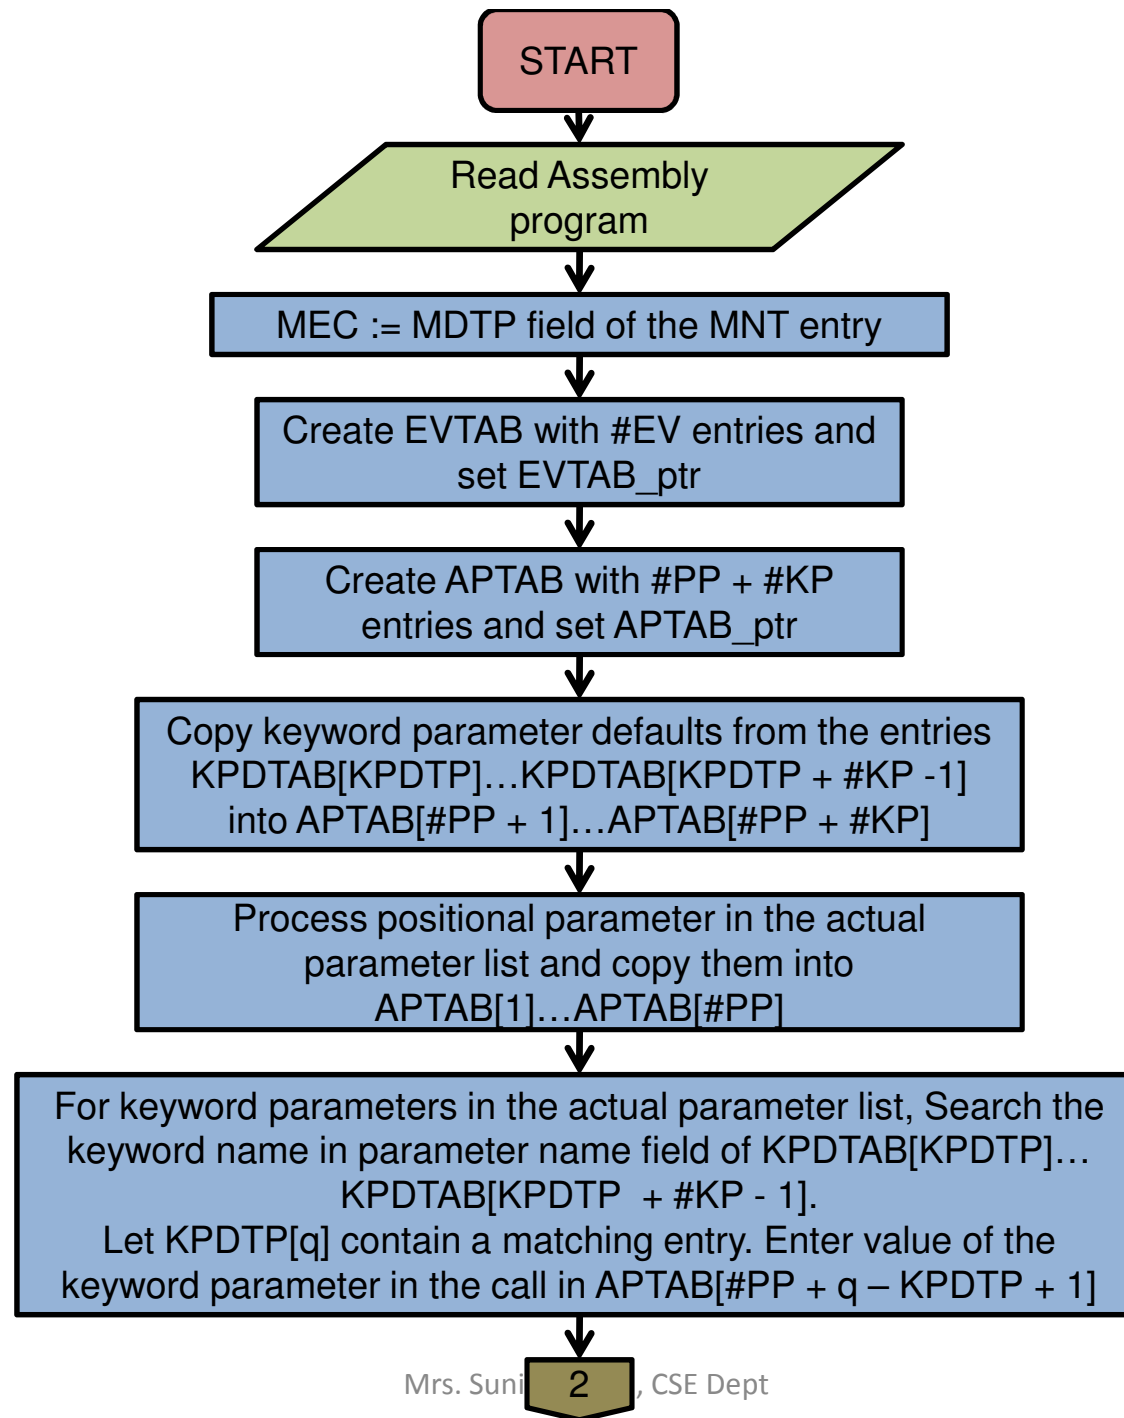 START
Read Assembly
program
MEC := MDTP field of the MNT entry
Create EVTAB with #EV entries and
set EVTAB_ptr
Create APTAB with #PP + #KP
entries and set APTAB_ptr
Copy keyword parameter defaults from the entries
KPDTAB[KPDTP]…KPDTAB[KPDTP + #KP -1]
into APTAB[#PP + 1]…APTAB[#PP + #KP]
Process positional parameter in the actual
parameter list and copy them into
APTAB[1]…APTAB[#PP]
For keyword parameters in the actual parameter list, Search the
keyword name in parameter name field of KPDTAB[KPDTP]…
KPDTAB[KPDTP + #KP - 1].
Let KPDTP[q] contain a matching entry. Enter value of the
keyword parameter in the call in APTAB[#PP + q – KPDTP + 1]
2
Mrs. , CSE Dept